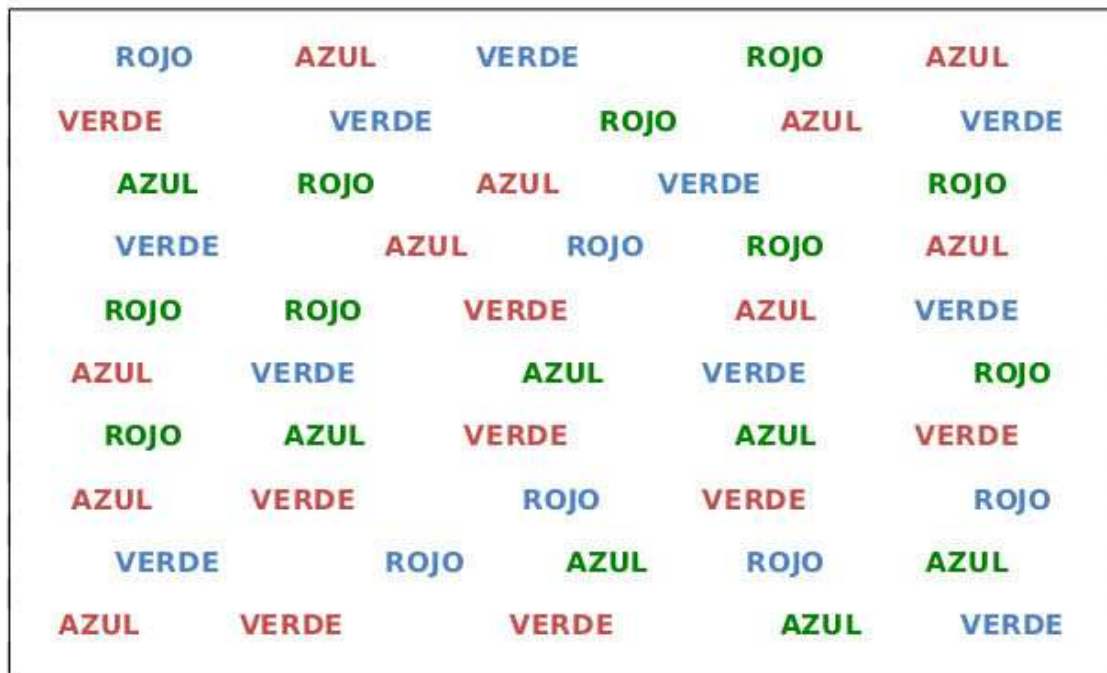 ROJO AZUL VERDE ROJO AZUL
VERDE VERDE ROJO AZUL VERDE
AZUL ROJO AZUL VERDE ROJO
VERDE AZUL ROJO ROJO AZUL
ROJO ROJO VERDE AZUL VERDE
AZUL VERDE AZUL VERDE ROJO
ROJO AZUL VERDE AZUL VERDE
AZUL VERDE ROJO VERDE ROJO
VERDE ROJO AZUL ROJO AZUL
AZUL VERDE VERDE AZUL VERDE